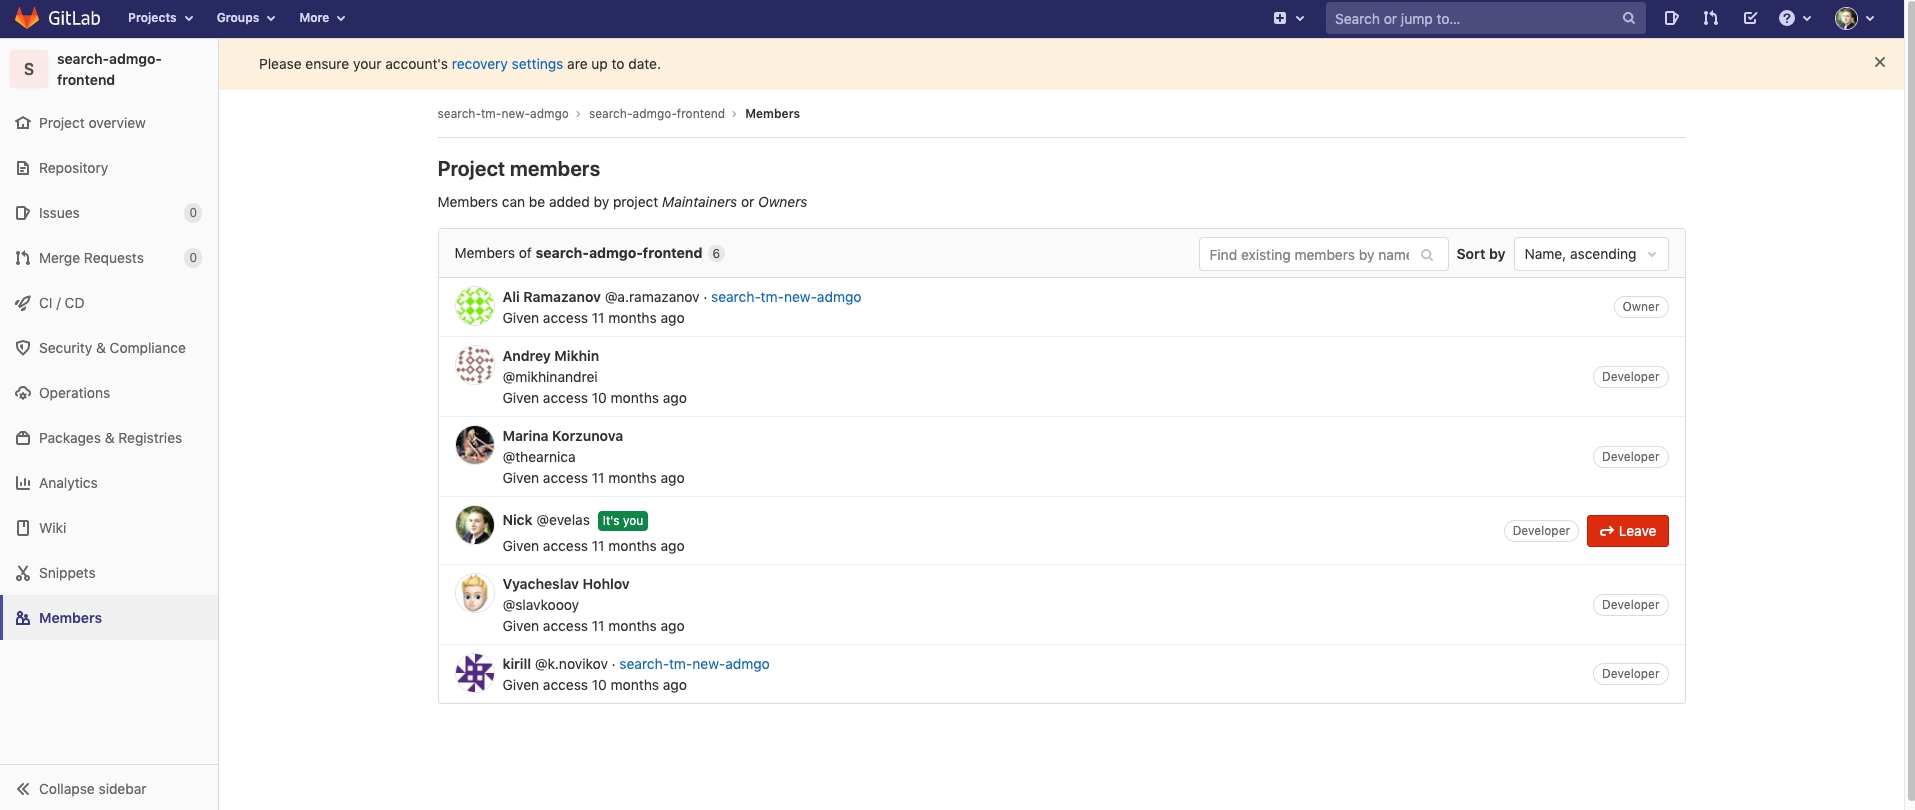 GitLab
Projects
Groups
More
Search or jump to...
S
search-admgo-
frontend
Project overview
Repository
Issues
0
Merge Requests
0
CI / CD
Security & Compliance
Operations
Packages & Registries
Analytics
Wiki
Snippets
Members
Collapse sidebar
Please ensure your account's recovery settings are up to date.
search-tm-new-admgo › search-admgo-frontend › Members
Project members
Members can be added by project Maintainers or Owners
Members of search-admgo-frontend 6
Find existing members by name
Sort by
Name, ascending
Ali Ramazanov @a.ramazanov · search-tm-new-admgo
Given access 11 months ago
Owner
Andrey Mikhin
@mikhinandrei
Given access 10 months ago
Developer
Marina Korzunova
@thearnica
Given access 11 months ago
Developer
Nick @evelas It's you
Given access 11 months ago
Developer
Leave
Vyacheslav Hohlov
@slavkoooy
Given access 11 months ago
Developer
kirill @k.novikov · search-tm-new-admgo
Given access 10 months ago
Developer